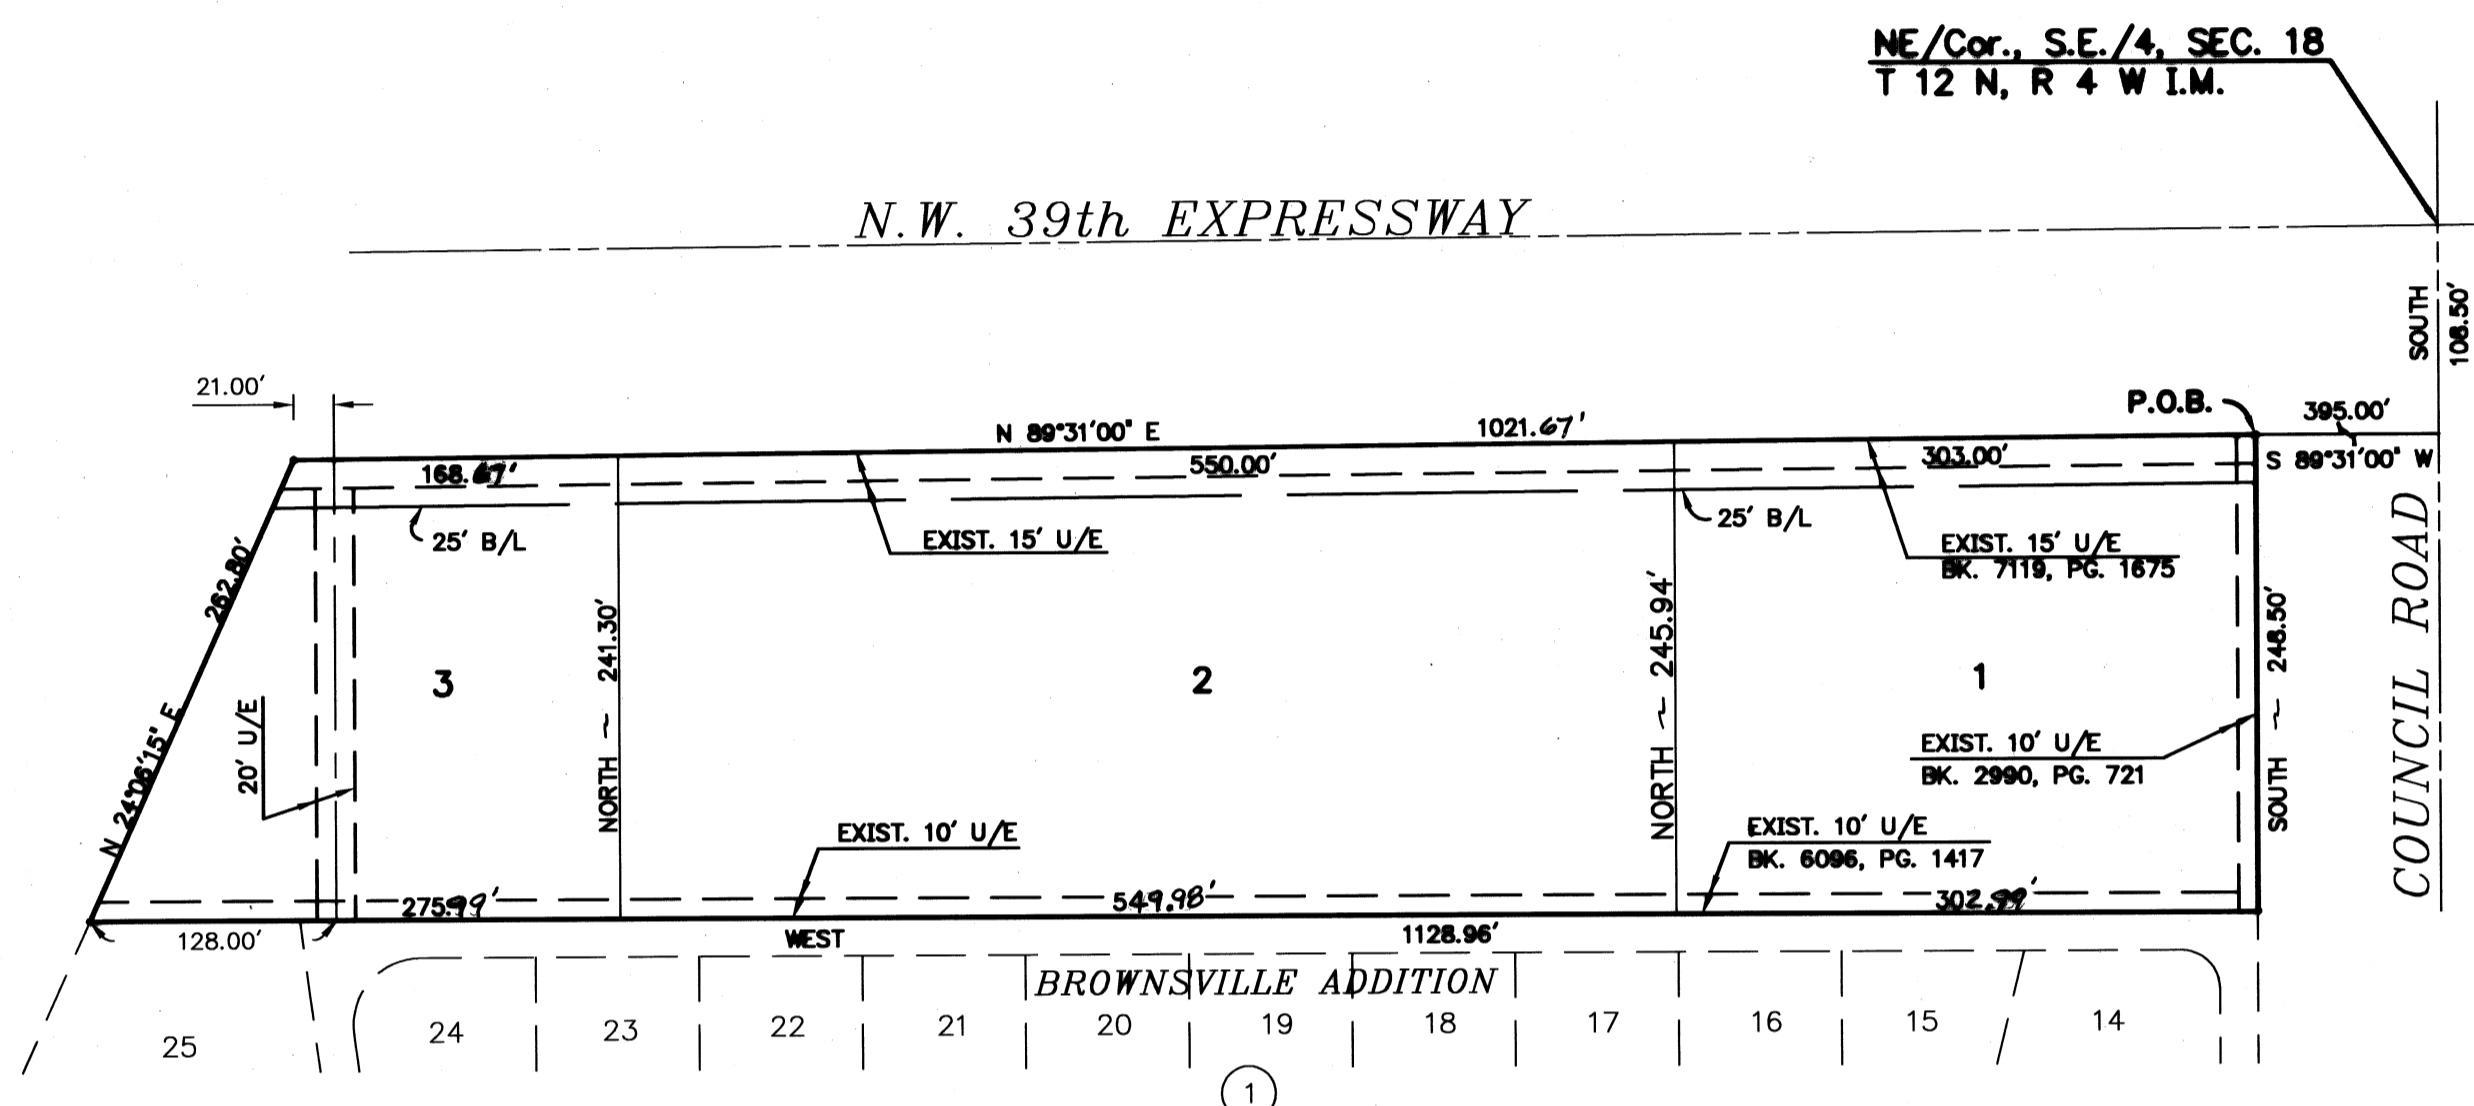 NE/Cor., S.E./4, SEC. 18
T 12 N, R 4 W I.M.
N.W. 39th EXPRESSWAY
SOUTH
108.50'
21.00'
P.O.B.
395.00'
N 89°31'00" E
1021.67'
S 89°31'00" W
168.67'
550.00'
303.00'
25' B/L
EXIST. 15' U/E
25' B/L
EXIST. 15' U/E
BK. 7119, PG. 1675
262.80'
N 24°06'15" E
20' U/E
3
NORTH ~ 241.30'
2
NORTH ~ 245.94'
1
SOUTH ~ 248.50'
COUNCIL ROAD
EXIST. 10' U/E
BK. 2990, PG. 721
EXIST. 10' U/E
EXIST. 10' U/E
BK. 6096, PG. 1417
275.99'
549.98'
302.99'
128.00'
WEST
1128.96'
BROWNSVILLE ADDITION
25
24
23
22
21
20
19
18
17
16
15
14
1